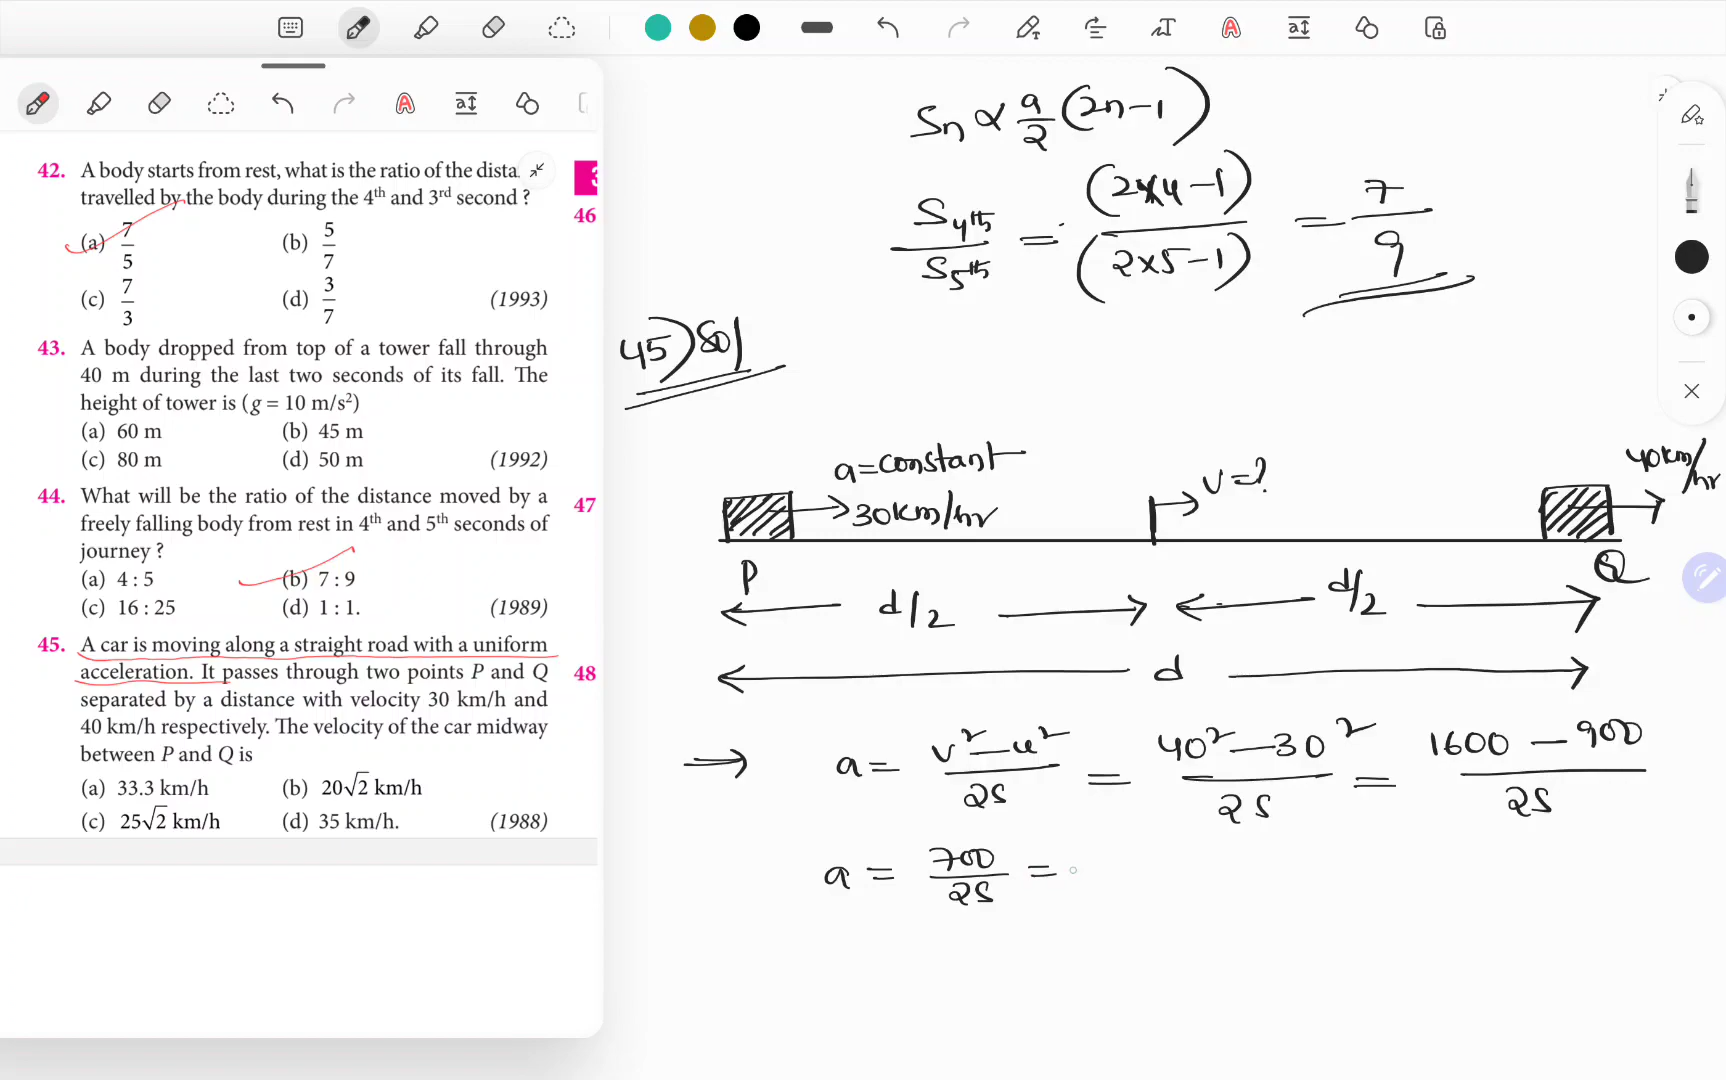 42. A body starts from rest, what is the ratio of the dista
travelled by the body during the 4th and 3rd second ?
(a) 7/5 (b) 5/7
(c) 7/3 (d) 3/7 (1993)
43. A body dropped from top of a tower fall through
40 m during the last two seconds of its fall. The
height of tower is (g = 10 m/s²)
(a) 60 m (b) 45 m
(c) 80 m (d) 50 m (1992)
44. What will be the ratio of the distance moved by a
freely falling body from rest in 4th and 5th seconds of
journey ?
(a) 4 : 5 (b) 7 : 9
(c) 16 : 25 (d) 1 : 1. (1989)
45. A car is moving along a straight road with a uniform
acceleration. It passes through two points P and Q
separated by a distance with velocity 30 km/h and
40 km/h respectively. The velocity of the car midway
between P and Q is
(a) 33.3 km/h (b) 20√2 km/h
(c) 25√2 km/h (d) 35 km/h. (1988)
3
46
47
48
Sn ∝ a/2 (2n-1)
S4th/S5th = (2×4-1)/(2×5-1) = 7/9
45) sol
a=constant
30km/hr
v=?
40km/hr
P
Q
d/2 d/2
d
→ a = v²-u²/2S = 40²-30²/2S = 1600-900/2S
a = 700/2S =